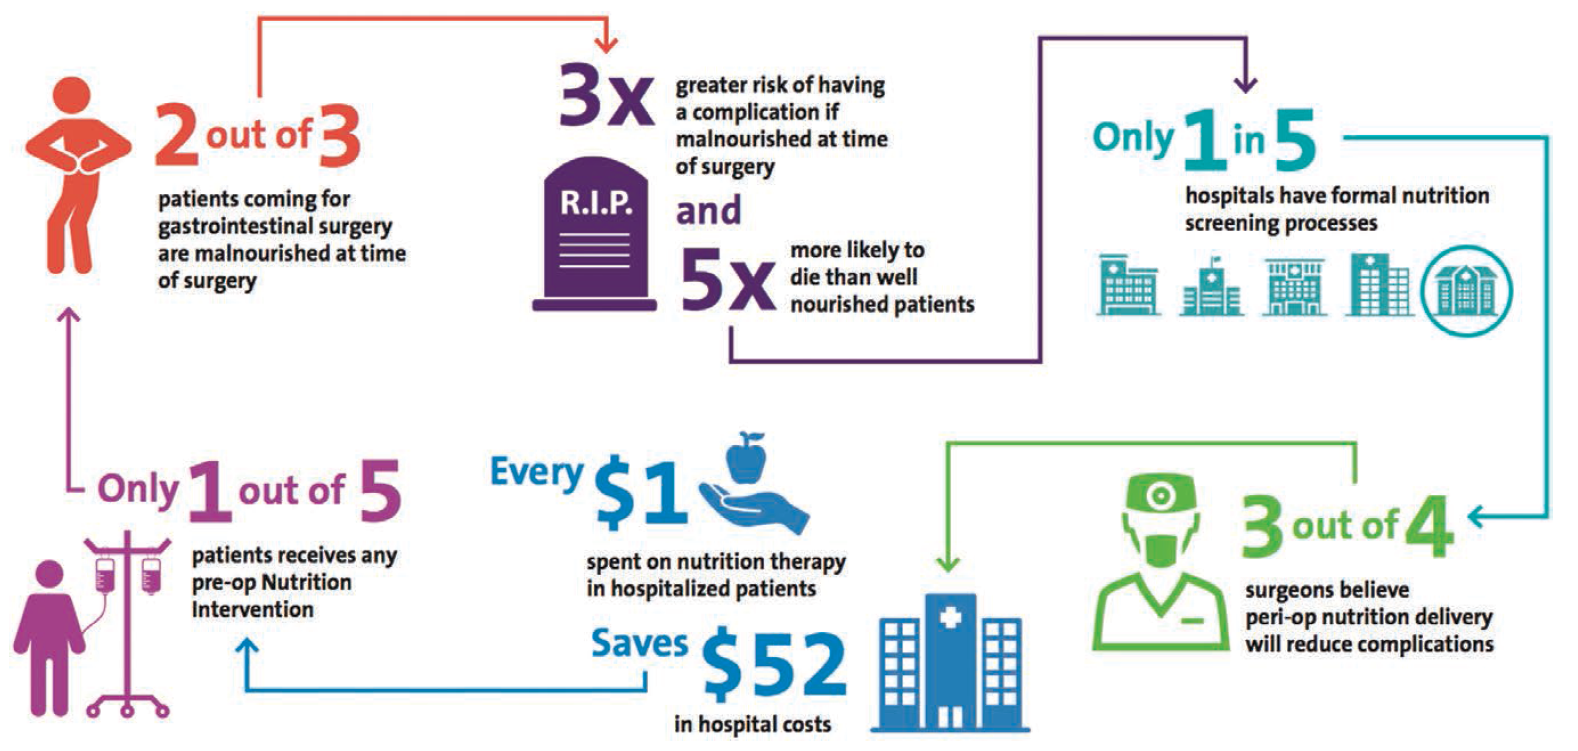 2 out of 3
patients coming for
gastrointestinal surgery
are malnourished at time
of surgery
3x
greater risk of having
a complication if
malnourished at time
of surgery
R.I.P.
and
5x
more likely to
die than well
nourished patients
Only 1 in 5
hospitals have formal nutrition
screening processes
3 out of 4
surgeons believe
peri-op nutrition delivery
will reduce complications
Every $1
spent on nutrition therapy
in hospitalized patients
Saves $52
in hospital costs
Only 1 out of 5
patients receives any
pre-op Nutrition
Intervention